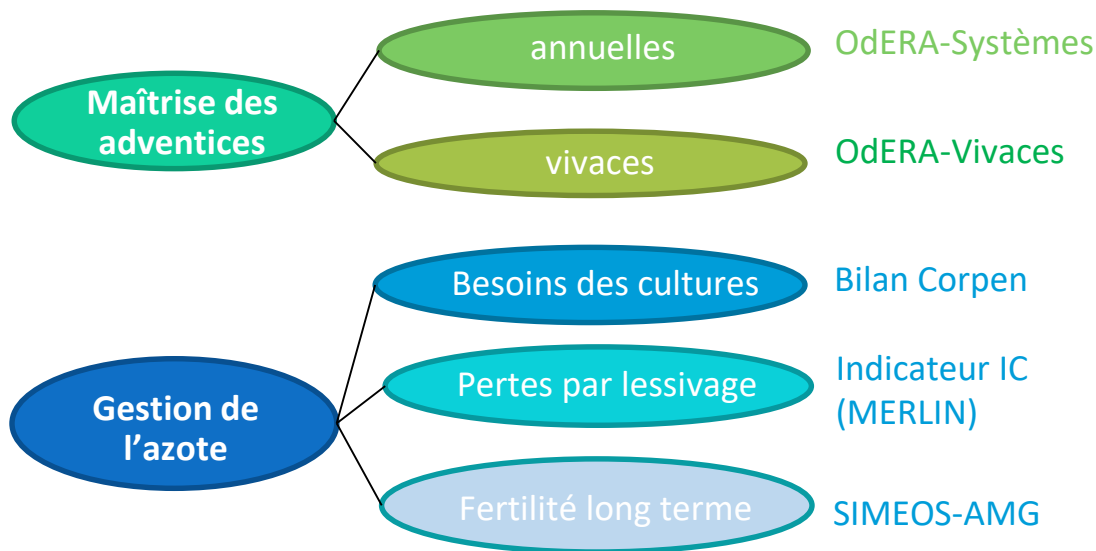 Maîtrise des
adventices
annuelles
OdERA-Systèmes
vivaces
OdERA-Vivaces
Gestion de
l’azote
Besoins des cultures
Bilan Corpen
Pertes par lessivage
Indicateur IC
(MERLIN)
Fertilité long terme
SIMEOS-AMG